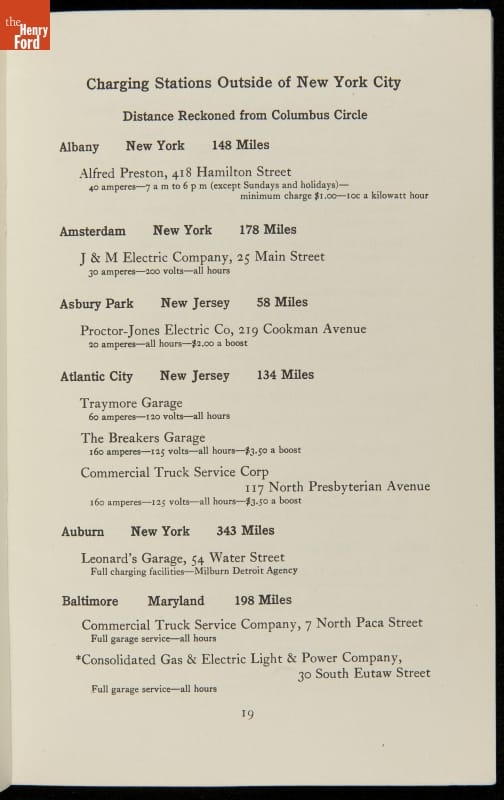 the
Henry
Ford
Charging Stations Outside of New York City
Distance Reckoned from Columbus Circle
Albany New York 148 Miles
Alfred Preston, 418 Hamilton Street
40 amperes—7 a m to 6 p m (except Sundays and holidays)—
minimum charge $1.00—10c a kilowatt hour
Amsterdam New York 178 Miles
J & M Electric Company, 25 Main Street
30 amperes—200 volts—all hours
Asbury Park New Jersey 58 Miles
Proctor-Jones Electric Co, 219 Cookman Avenue
20 amperes—all hours—$2.00 a boost
Atlantic City New Jersey 134 Miles
Traymore Garage
60 amperes—120 volts—all hours
The Breakers Garage
160 amperes—125 volts—all hours—$3.50 a boost
Commercial Truck Service Corp
117 North Presbyterian Avenue
160 amperes—125 volts—all hours—$3.50 a boost
Auburn New York 343 Miles
Leonard's Garage, 54 Water Street
Full charging facilities—Milburn Detroit Agency
Baltimore Maryland 198 Miles
Commercial Truck Service Company, 7 North Paca Street
Full garage service—all hours
*Consolidated Gas & Electric Light & Power Company,
30 South Eutaw Street
Full garage service—all hours
19